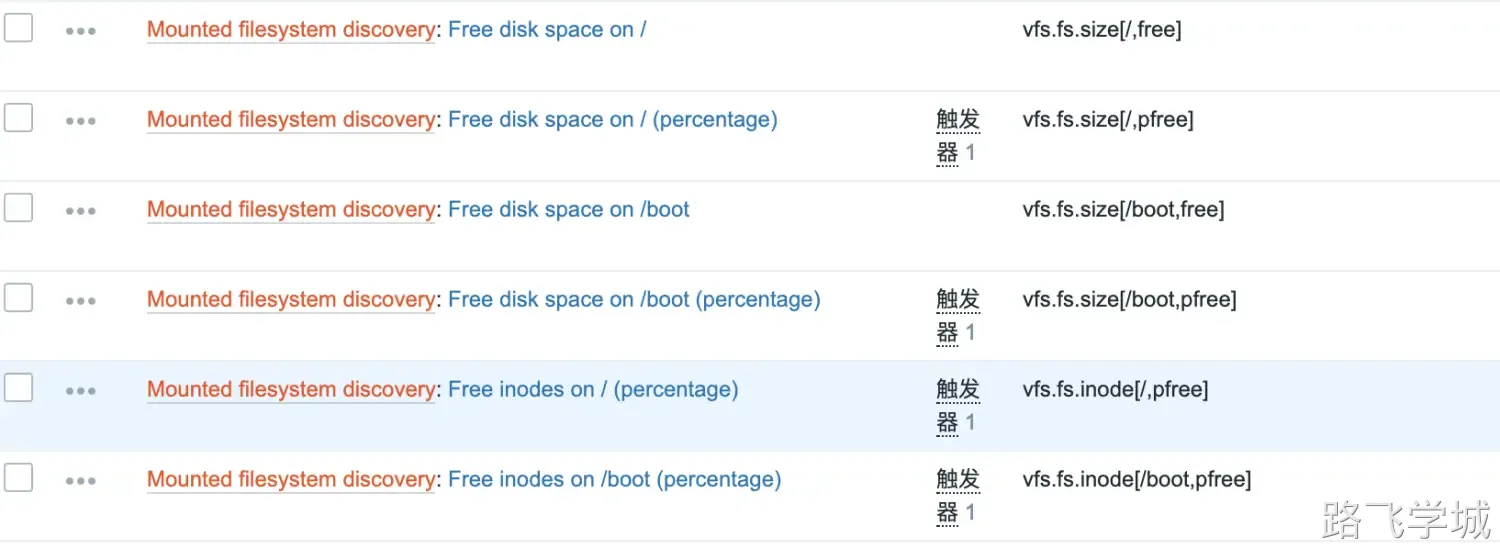 Mounted filesystem discovery: Free disk space on / vfs.fs.size[/,free]
Mounted filesystem discovery: Free disk space on / (percentage) 触发 vfs.fs.size[/,pfree]
器 1
Mounted filesystem discovery: Free disk space on /boot vfs.fs.size[/boot,free]
Mounted filesystem discovery: Free disk space on /boot (percentage) 触发 vfs.fs.size[/boot,pfree]
器 1
Mounted filesystem discovery: Free inodes on / (percentage) 触发 vfs.fs.inode[/,pfree]
器 1
Mounted filesystem discovery: Free inodes on /boot (percentage) 触发 vfs.fs.inode[/boot,pfree]
器 1
路飞学城